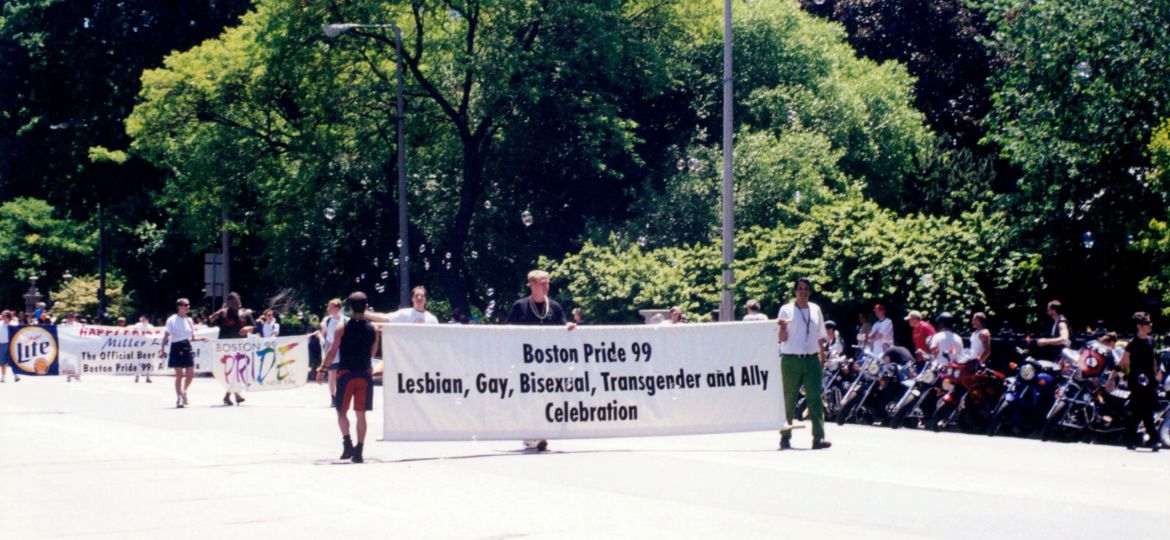 Boston Pride 99
Lesbian, Gay, Bisexual, Transgender and Ally
Celebration
BOSTON 99
PRIDE
Lite
Miller
The Official Beer
Boston Pride '99: